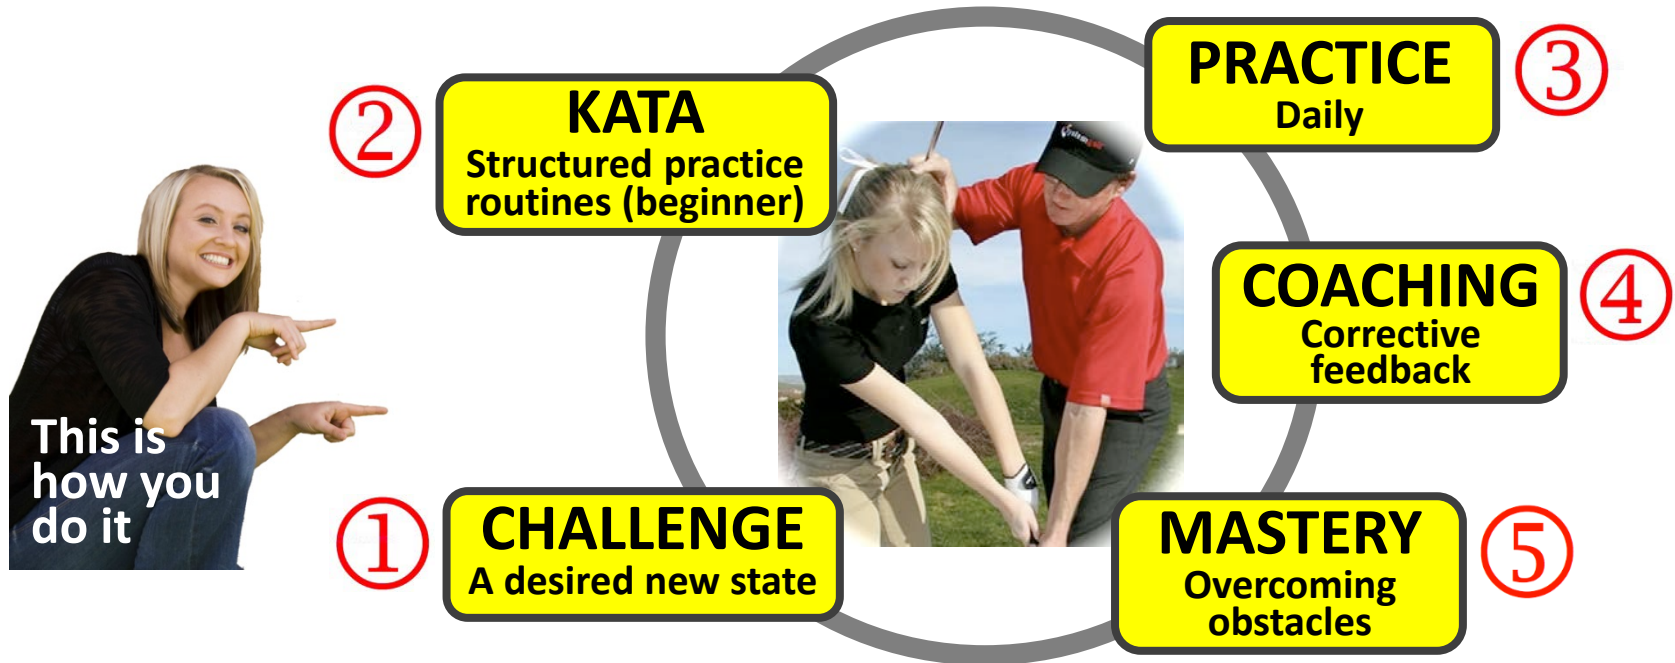 This is
how you
do it
①
CHALLENGE
A desired new state
②
KATA
Structured practice
routines (beginner)
③
PRACTICE
Daily
④
COACHING
Corrective
feedback
⑤
MASTERY
Overcoming
obstacles